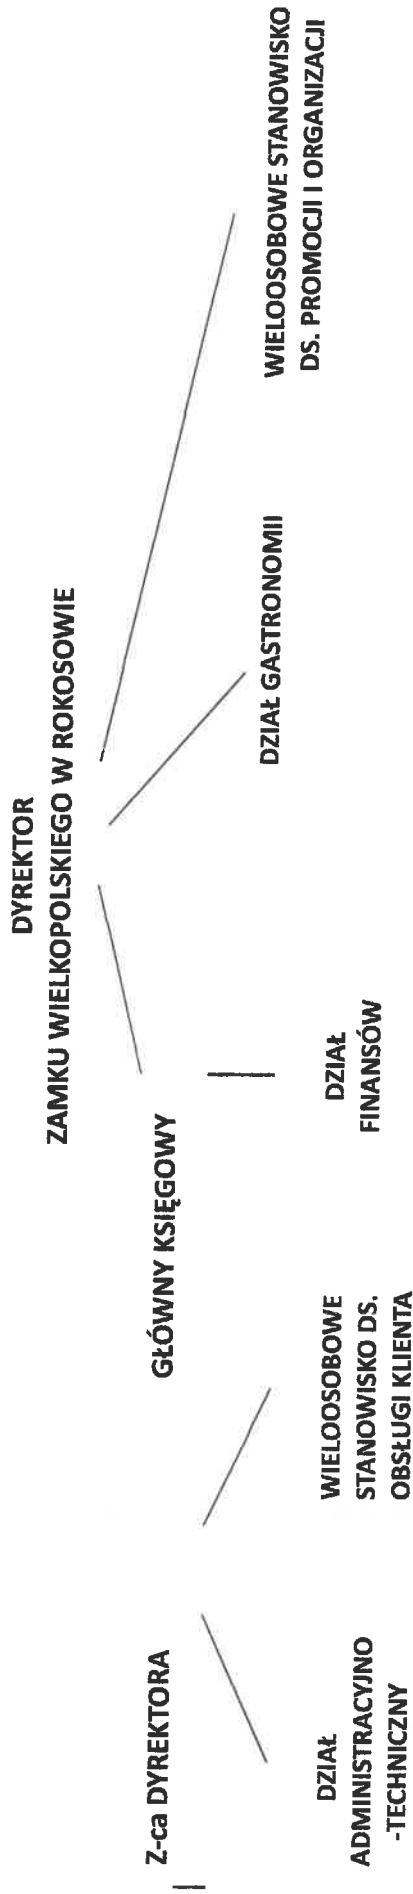 DYREKTOR
ZAMKU WIELKOPOLSKIEGO W ROKOSOWIE
Z-ca DYREKTORA
GŁÓWNY KSIĘGOWY
DZIAŁ
ADMINISTRACYJNO
-TECHNICZNY
WIELOOSOBOWE
STANOWISKO DS.
OBSŁUGI KLIENTA
DZIAŁ
FINANSÓW
DZIAŁ GASTRONOMII
WIELOOSOBOWE STANOWISKO
DS. PROMOCJI I ORGANIZACJI